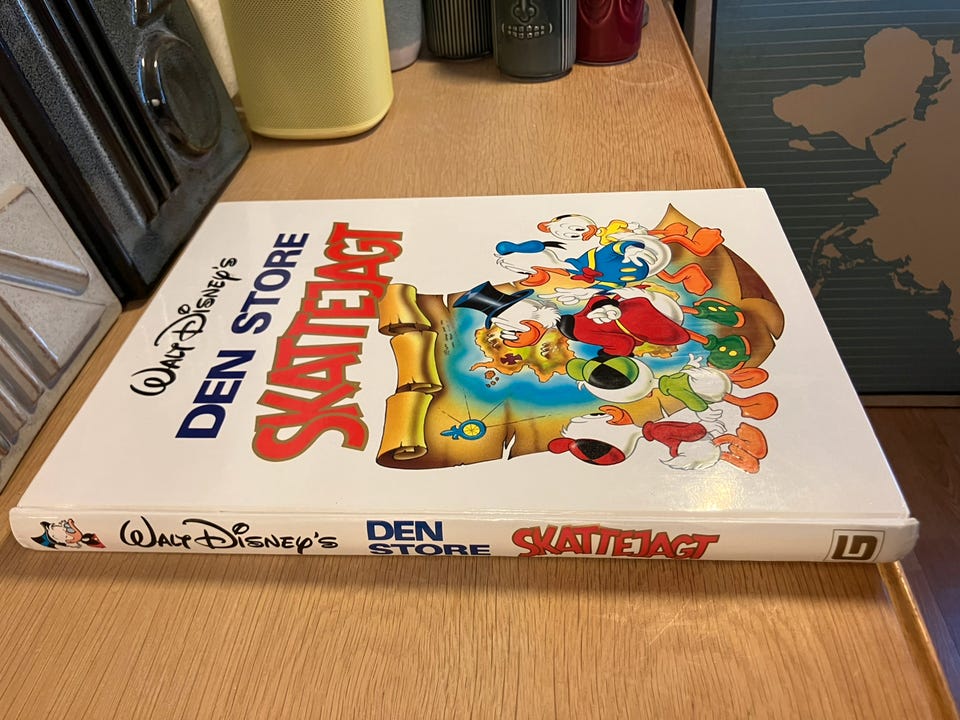 Walt Disney's
DEN STORE
SKATTEJAGT
Walt Disney's
DEN
STORE
SKATTEJAGT
G